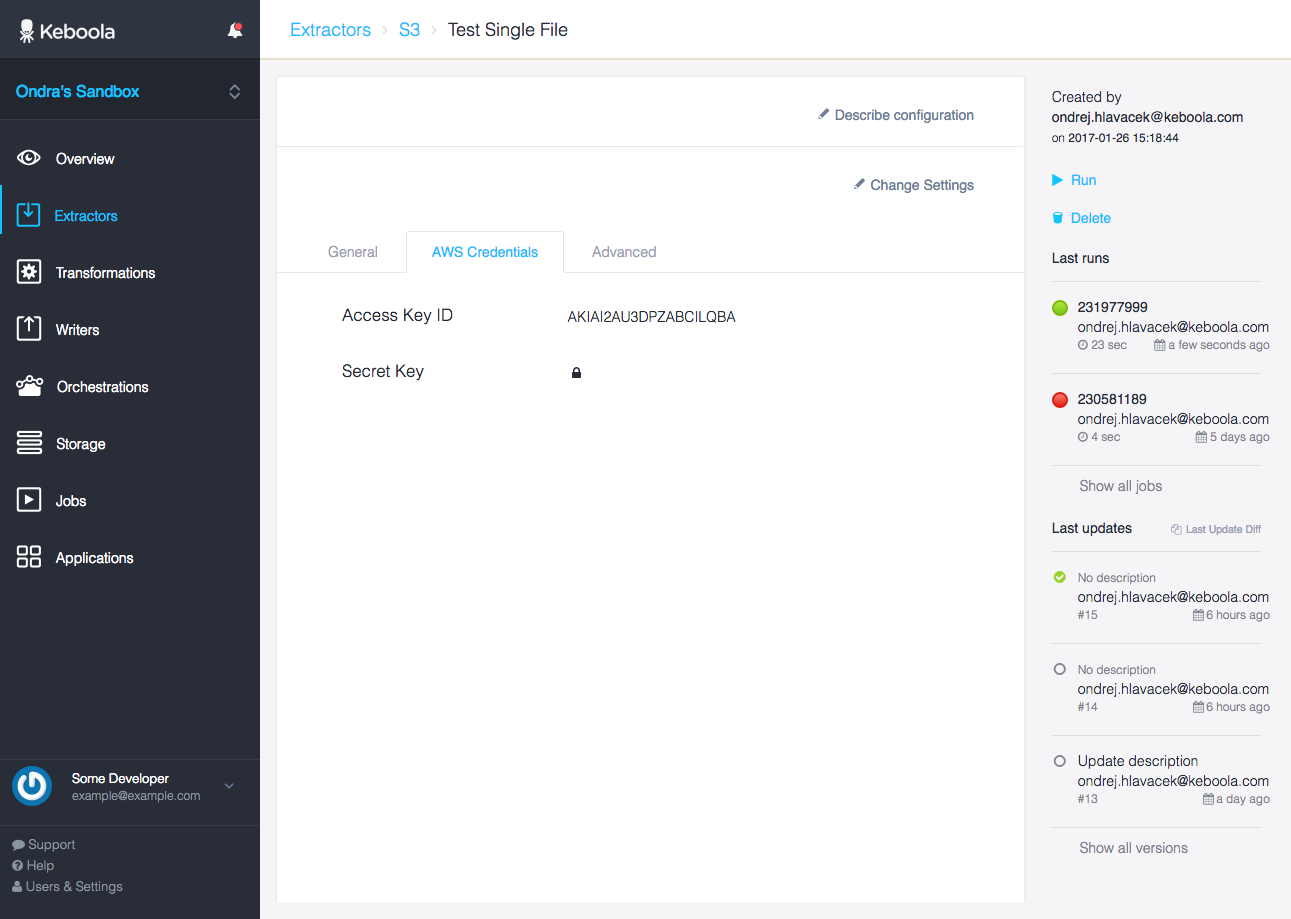 Keboola
Ondra's Sandbox
Overview
Extractors
Transformations
Writers
Orchestrations
Storage
Jobs
Applications
Some Developer
example@example.com
Support
Help
Users & Settings
Extractors › S3 › Test Single File
Describe configuration
Change Settings
General AWS Credentials Advanced
Access Key ID AKIAI2AU3DPZABCILQBA
Secret Key
Created by
ondrej.hlavacek@keboola.com
on 2017-01-26 15:18:44
Run
Delete
Last runs
231977999
ondrej.hlavacek@keboola.com
23 sec a few seconds ago
230581189
ondrej.hlavacek@keboola.com
4 sec 5 days ago
Show all jobs
Last updates Last Update Diff
No description
ondrej.hlavacek@keboola.com
#15 6 hours ago
No description
ondrej.hlavacek@keboola.com
#14 6 hours ago
Update description
ondrej.hlavacek@keboola.com
#13 a day ago
Show all versions